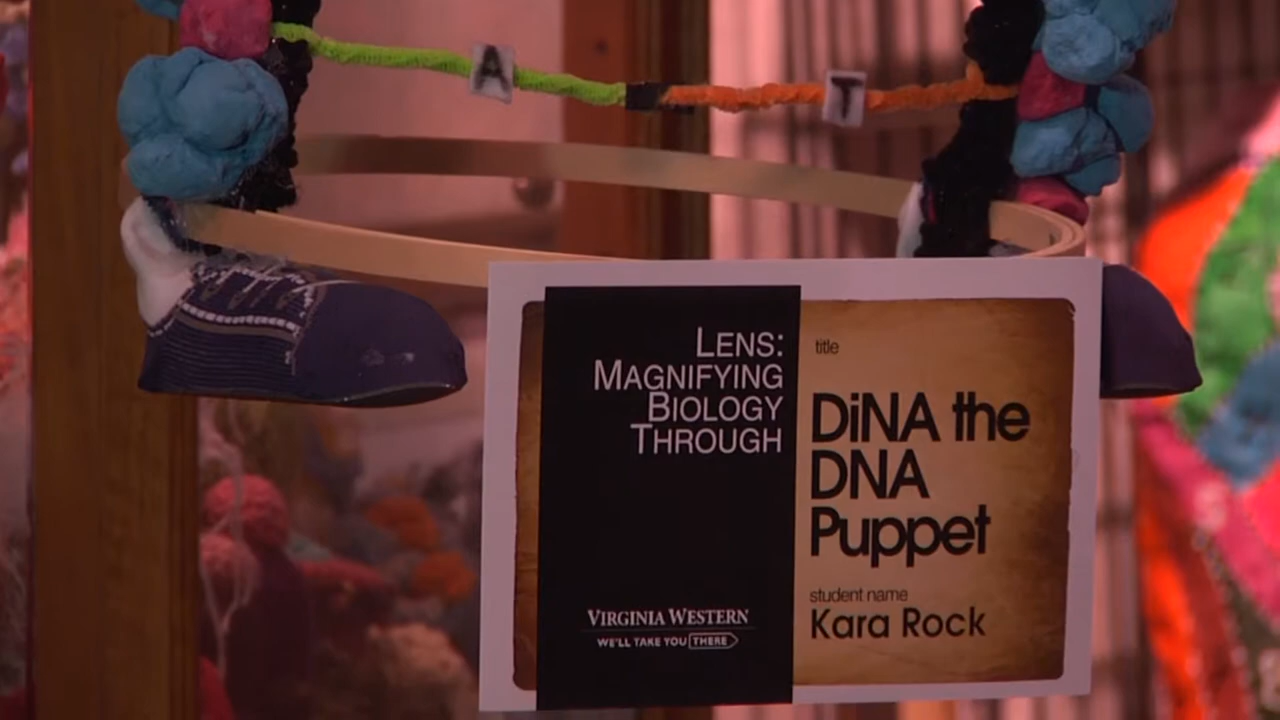 A
T
LENS:
MAGNIFYING
BIOLOGY
THROUGH
VIRGINIA WESTERN
WE'LL TAKE YOU THERE
title
DiNA the
DNA
Puppet
student name
Kara Rock